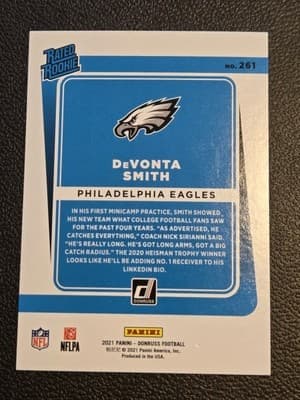 RATED
ROOKIE
NO. 261
DeVONTA
SMITH
PHILADELPHIA EAGLES
IN HIS FIRST MINICAMP PRACTICE, SMITH SHOWED
HIS NEW TEAM WHAT COLLEGE FOOTBALL FANS SAW
FOR THE PAST FOUR YEARS. "AS ADVERTISED, HE
CATCHES EVERYTHING," COACH NICK SIRIANNI SAID.
"HE'S REALLY LONG. HE'S GOT LONG ARMS, GOT A BIG
CATCH RADIUS." THE 2020 HEISMAN TROPHY WINNER
LOOKS LIKE HE'LL BE ADDING NO. 1 RECEIVER TO HIS
LINKEDIN BIO.
D
DONRUSS
NFL
NFLPA
PANINI
2021 PANINI - DONRUSS FOOTBALL
© 2021 Panini America, Inc.
Produced in the USA.